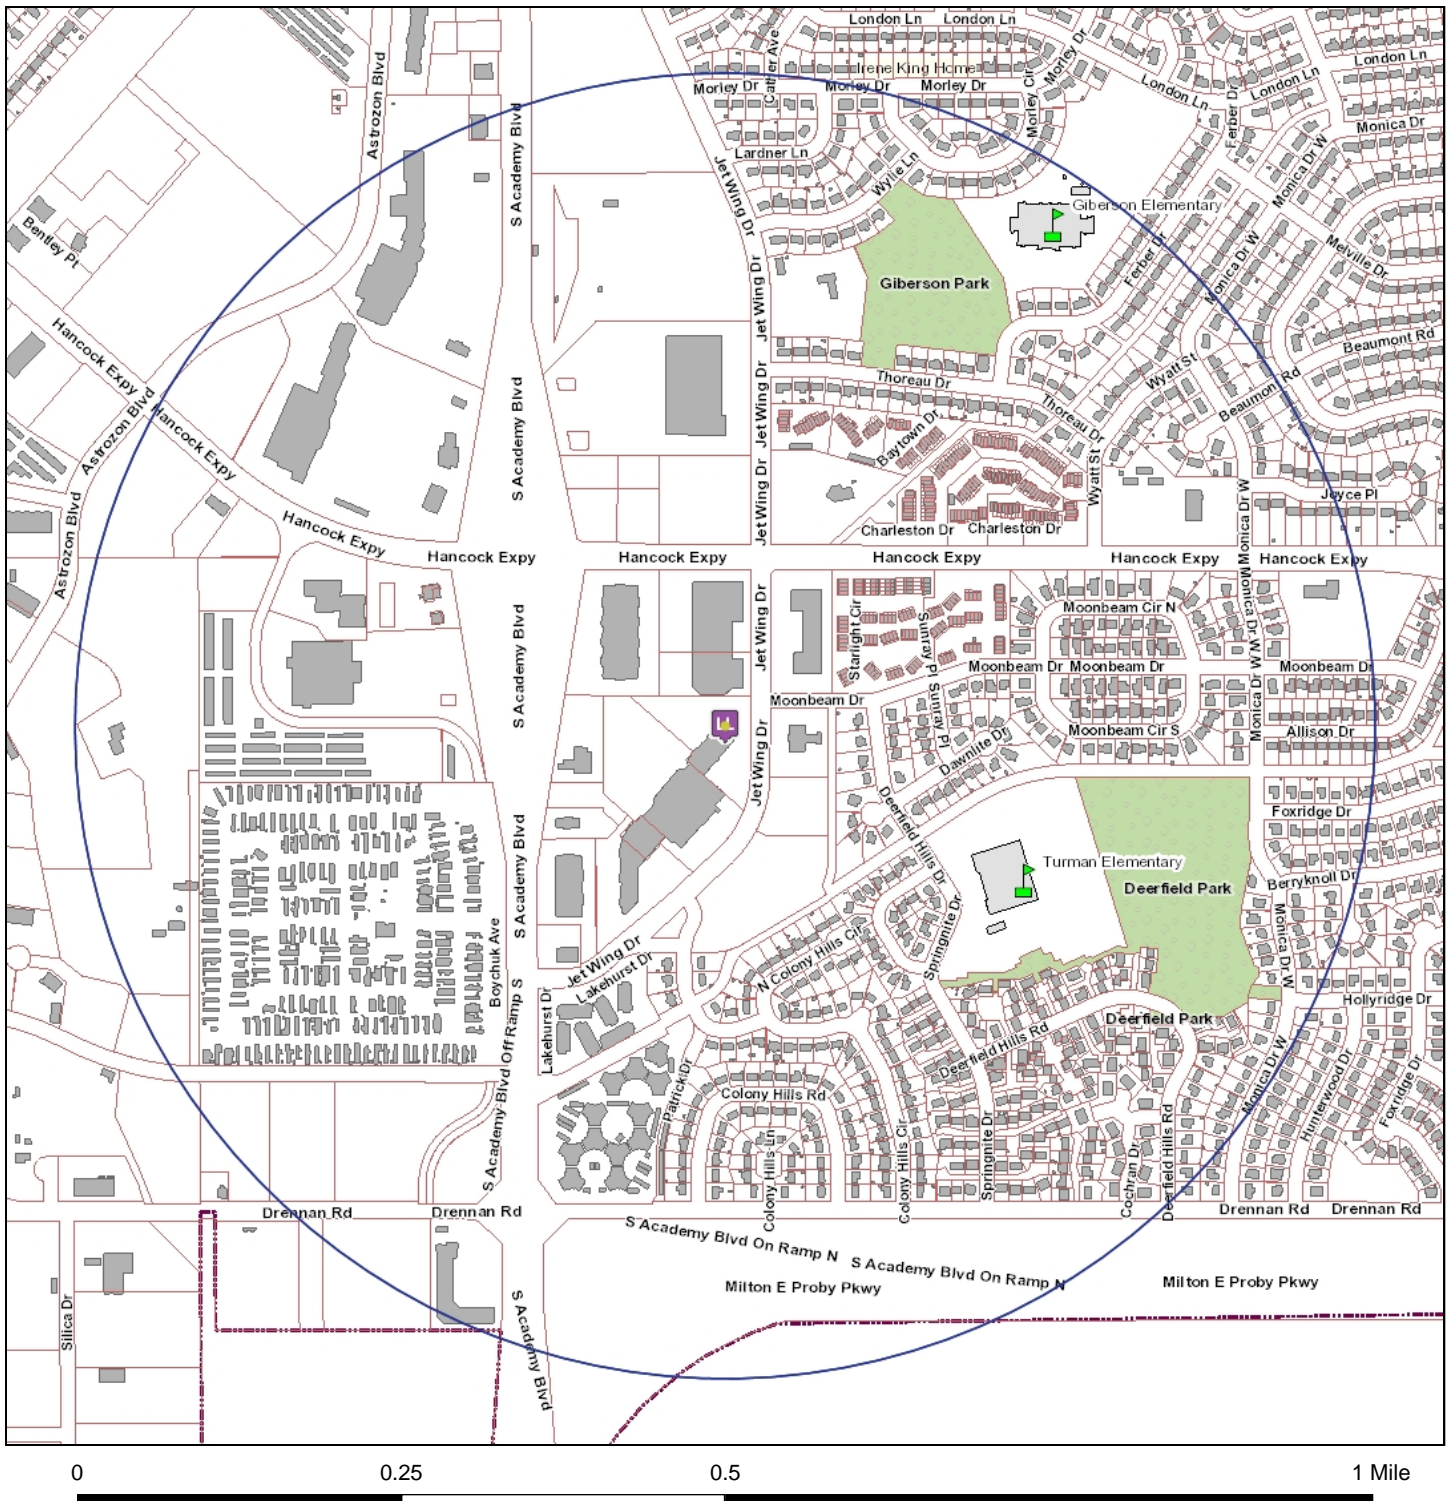 London Ln
London Ln
Cather Ave
Irene King Home
Morley Dr
Morley Dr
Morley Dr
Morley Cir
Morley Dr
London Ln
London Ln
London Ln
Ferber Dr
Monica Dr
Monica Dr W
Astrozon Blvd
S Academy Blvd
Lardner Ln
Jet Wing Dr
Wylie Ln
Giberson Elementary
Bentley Pt
Ferber Dr
Monica Dr W
Melville Dr
Giberson Park
Jet Wing Dr
Hancock Expy
Beaumont Rd
Wyatt St
Beaumont Rd
Thoreau Dr
Thoreau Dr
Jet Wing Dr
S Academy Blvd
Astrozon Blvd
Hancock Expy
Baytown Dr
Wyatt St
Jet Wing Dr
Joyce Pl
Monica Dr W
Charleston Dr
Charleston Dr
Hancock Expy
Hancock Expy
Hancock Expy
Hancock Expy
Hancock Expy
Hancock Expy
Astrozon Blvd
S Academy Blvd
Jet Wing Dr
Starlight Cir
Sunray Pl
Moonbeam Cir N
Monica Dr W
Moonbeam Dr
Moonbeam Dr
Moonbeam Dr
Moonbeam Dr
Sunray Pl
Monica Dr W
Moonbeam Cir S
Allison Dr
Dawnlite Dr
Jet Wing Dr
Deerfield Hills Dr
Foxridge Dr
S Academy Blvd
Turman Elementary
Deerfield Park
Berryknoll Dr
Springnite Dr
Monica Dr W
Boychuk Ave
Jet Wing Dr
Lakehurst Dr
N Colony Hills Cir
Lakehurst Dr
Hollyridge Dr
Deerfield Park
Deerfield Hills Rd
S Academy Blvd Off Ramp S
Patrick Dr
Colony Hills Rd
Monica Dr W
Hunterwood Dr
Foxridge Dr
Colony Hills Ln
Colony Hills Cir
Springnite Dr
Cochran Dr
Deerfield Hills Rd
Drennan Rd
Drennan Rd
Drennan Rd
Drennan Rd
S Academy Blvd On Ramp N
S Academy Blvd On Ramp N
Milton E Proby Pkwy
Milton E Proby Pkwy
Silica Dr
S Academy Blvd
0
0.25
0.5
1 Mile